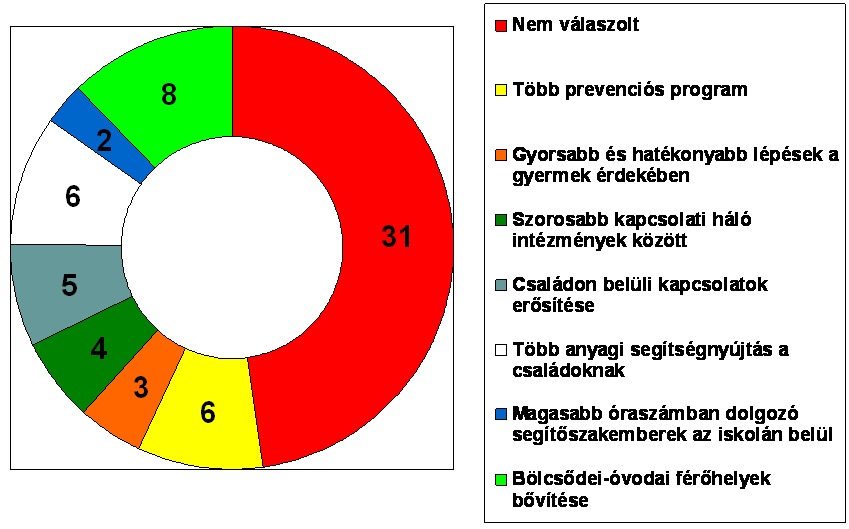 31
6
3
4
5
6
2
8
Nem válaszolt
Több prevenciós program
Gyorsabb és hatékonyabb lépések a
gyermek érdekében
Szorosabb kapcsolati háló
intézmények között
Családon belüli kapcsolatok
erősítése
Több anyagi segítségnyújtás a
családoknak
Magasabb óraszámban dolgozó
segítőszakemberek az iskolán belül
Bölcsődei-óvodai férőhelyek
bővítése